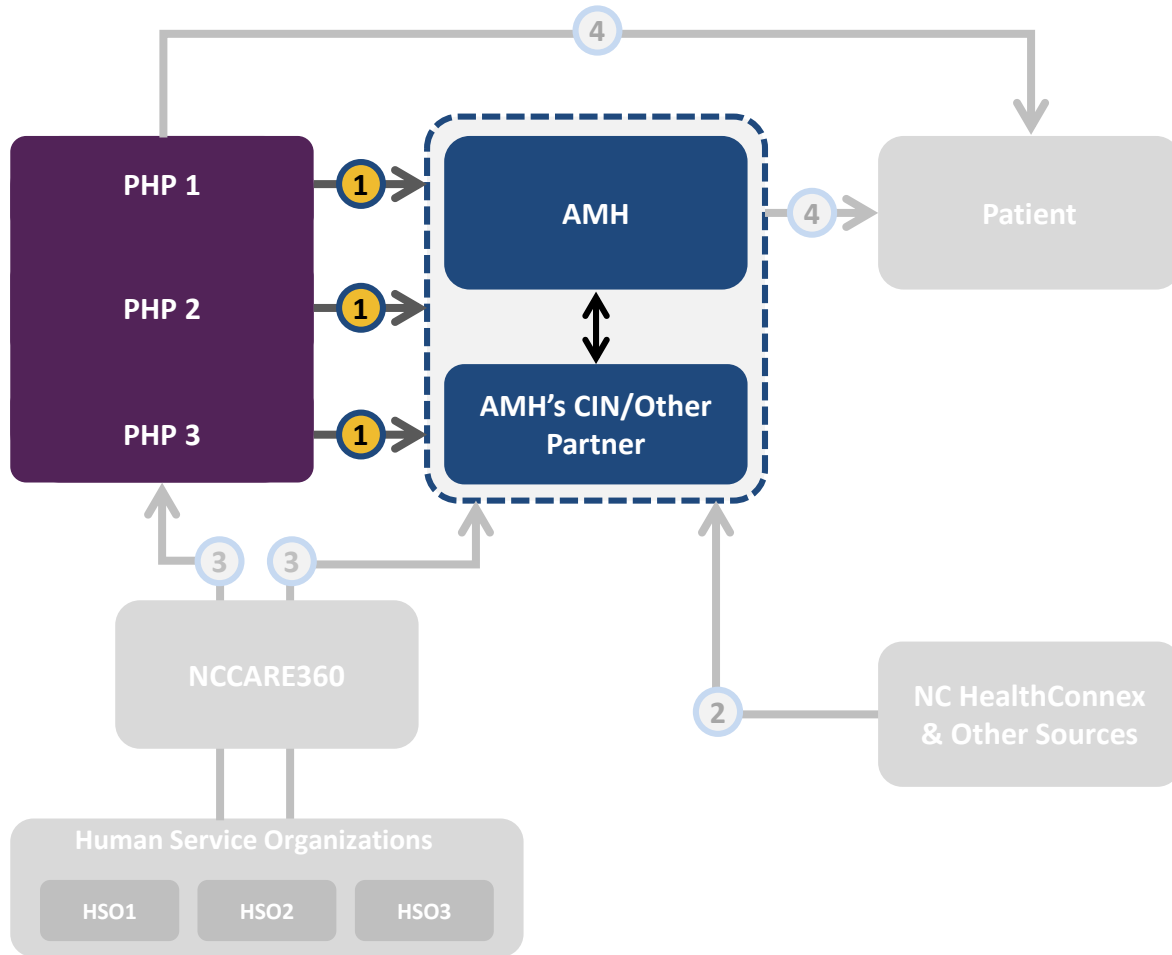 4
PHP 1
1
AMH
4
Patient
PHP 2
1
PHP 3
1
AMH's CIN/Other
Partner
3
3
NCCARE360
2
NC HealthConnex
& Other Sources
Human Service Organizations
HSO1
HSO2
HSO3